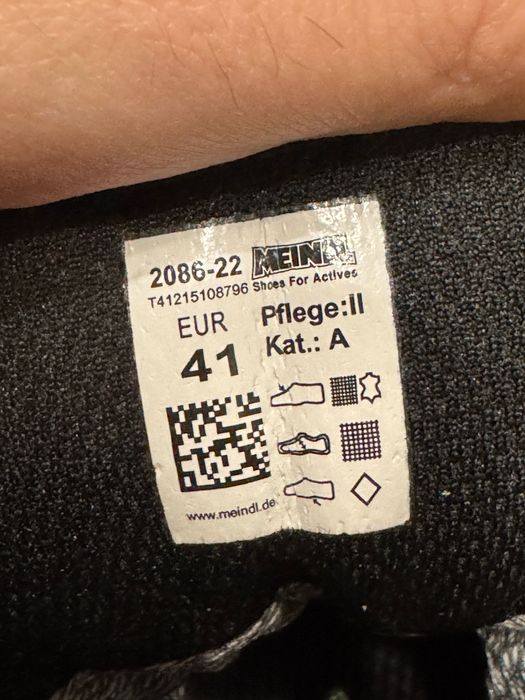 2086-22 MEINDL
T41215108796 Shoes For Actives
EUR Pflege:II
41 Kat.: A
www.meindl.de